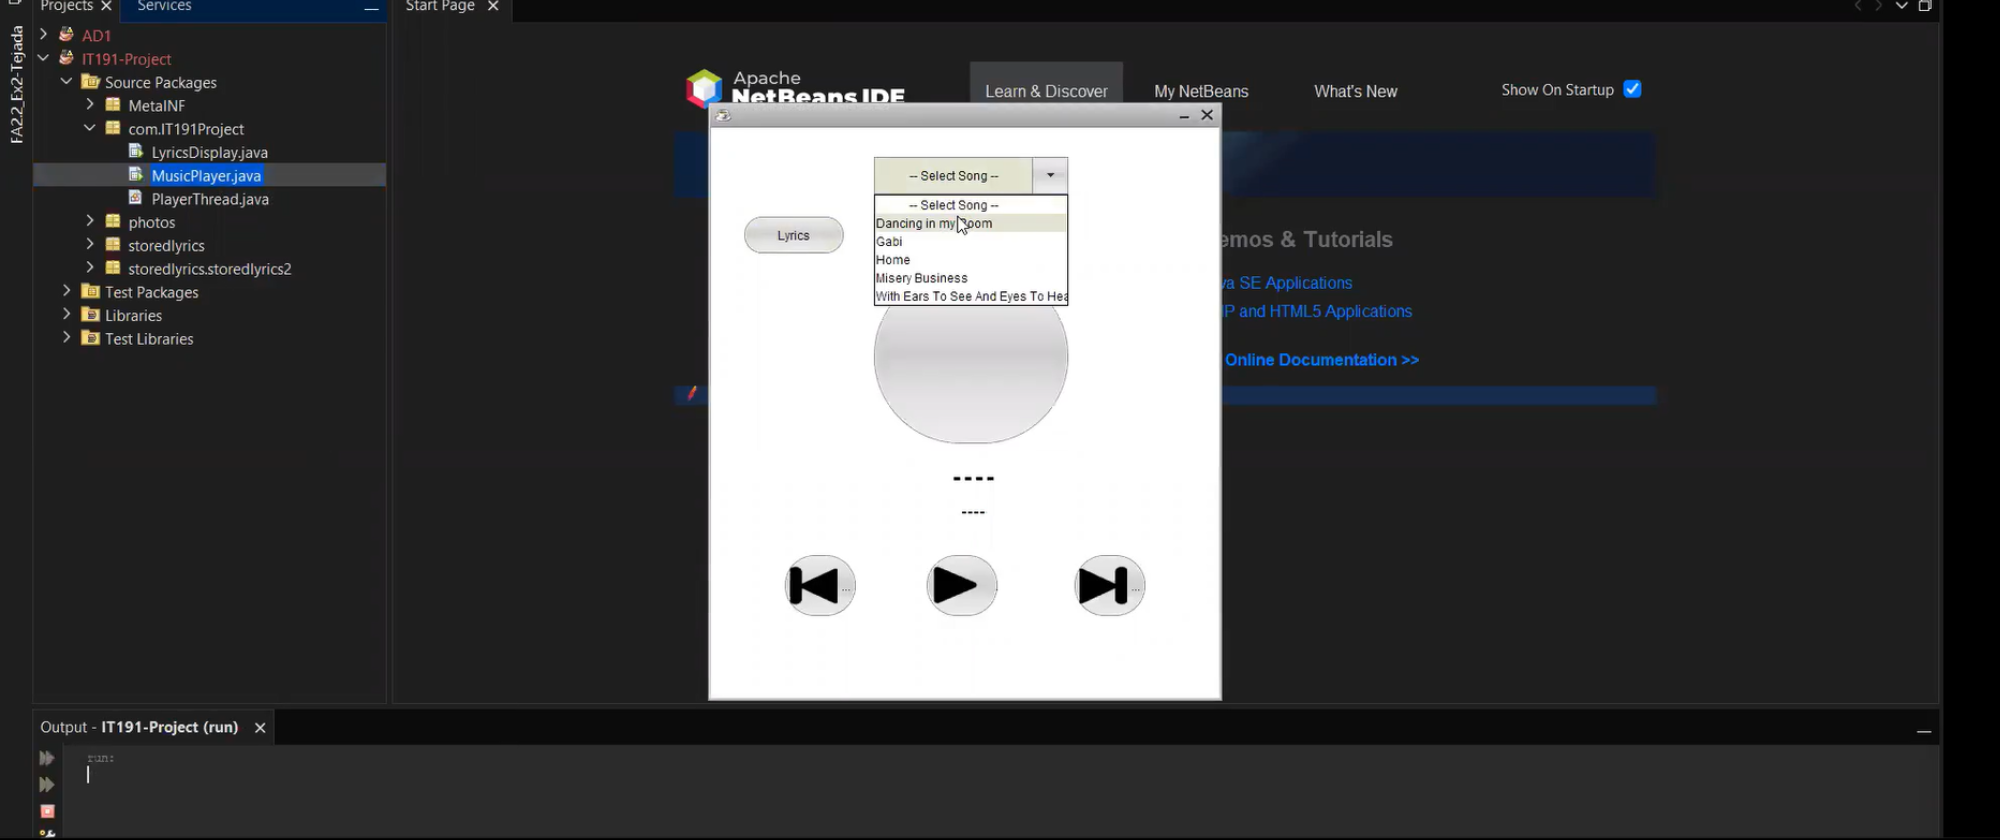 Projects
Services
Start Page
FA2.2_Ex2-Tejada
AD1
IT191-Project
Source Packages
MetaINF
com.IT191Project
LyricsDisplay.java
MusicPlayer.java
PlayerThread.java
photos
storedlyrics
storedlyrics.storedlyrics2
Test Packages
Libraries
Test Libraries
Apache
NetBeans IDE
Learn & Discover
My NetBeans
What's New
Show On Startup
-- Select Song --
-- Select Song --
Dancing in my Room
Gabi
Home
Misery Business
With Ears To See And Eyes To Hea
Lyrics
----
----
...
...
emos & Tutorials
va SE Applications
IP and HTML5 Applications
Online Documentation >>
Output - IT191-Project (run)
run: